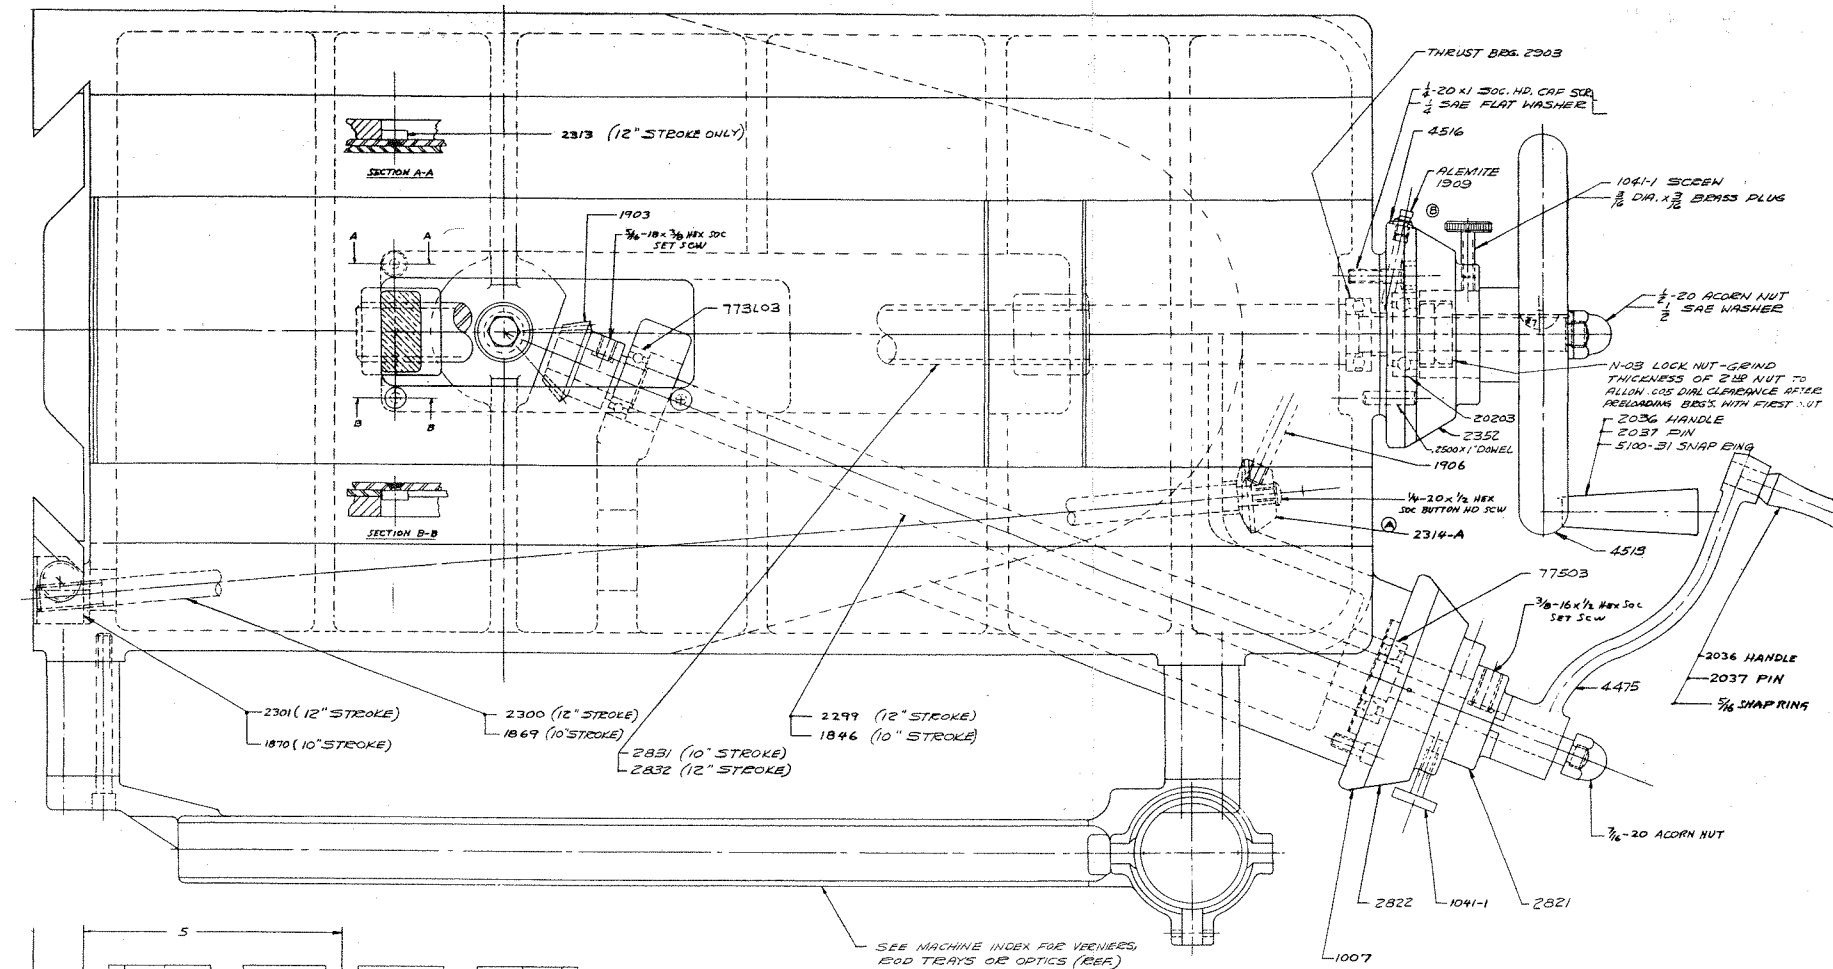 THRUST BRG. 2903
1/4-20 x1 SOC. HD. CAP SCR.
1/4 SAE FLAT WASHER
4516
ALEMITE
1909
B
1041-1 SCREW
3/16 DIA. x 3/16 BRASS PLUG
2313 (12" STROKE ONLY)
SECTION A-A
1903
5/16-18 x 3/8 HEX SOC
SET SCW
A A
773L03
1/2-20 ACORN NUT
1/2 SAE WASHER
N-03 LOCK NUT-GRIND
THICKNESS OF 2ND NUT TO
ALLOW .005 DIAL CLEARANCE AFTER
PRELOADING BRG'S. WITH FIRST NUT
B B
20203
2352
.2500 x 1" DOWEL
1906
2036 HANDLE
2037 PIN
5100-31 SNAP RING
1/4-20 x 1/2 HEX
SOC BUTTON HD SCW
A
2314-A
SECTION B-B
4519
77503
3/8-16 x 1/2 HEX SOC
SET SCW
2036 HANDLE
2037 PIN
5/16 SNAP RING
4475
2301 (12" STROKE)
1870 (10" STROKE)
2300 (12" STROKE)
1869 (10" STROKE)
2831 (10" STROKE)
2832 (12" STROKE)
2299 (12" STROKE)
1846 (10" STROKE)
7/16-20 ACORN NUT
2822
1041-1
2821
1007
S
SEE MACHINE INDEX FOR VERNIERS,
ROD TRAYS OR OPTICS (REF.)